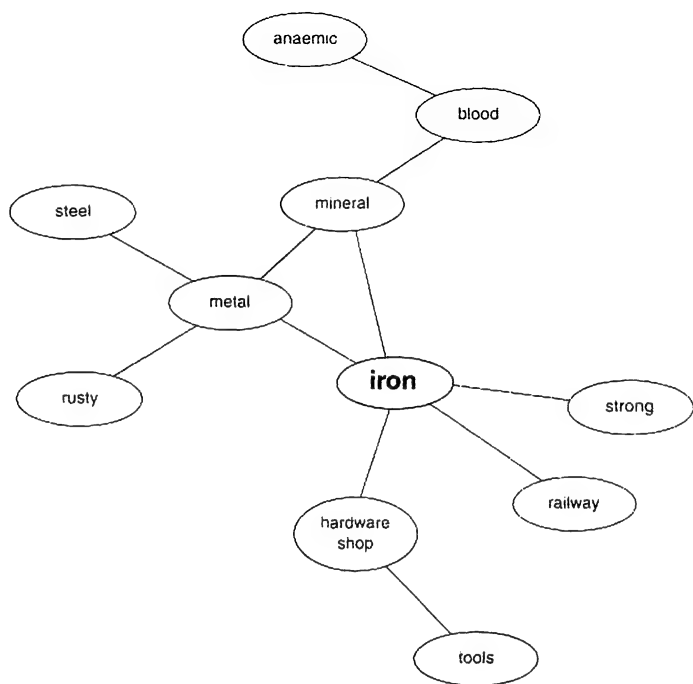 anaemic
blood
mineral
steel
metal
iron
rusty
strong
railway
hardware
shop
tools